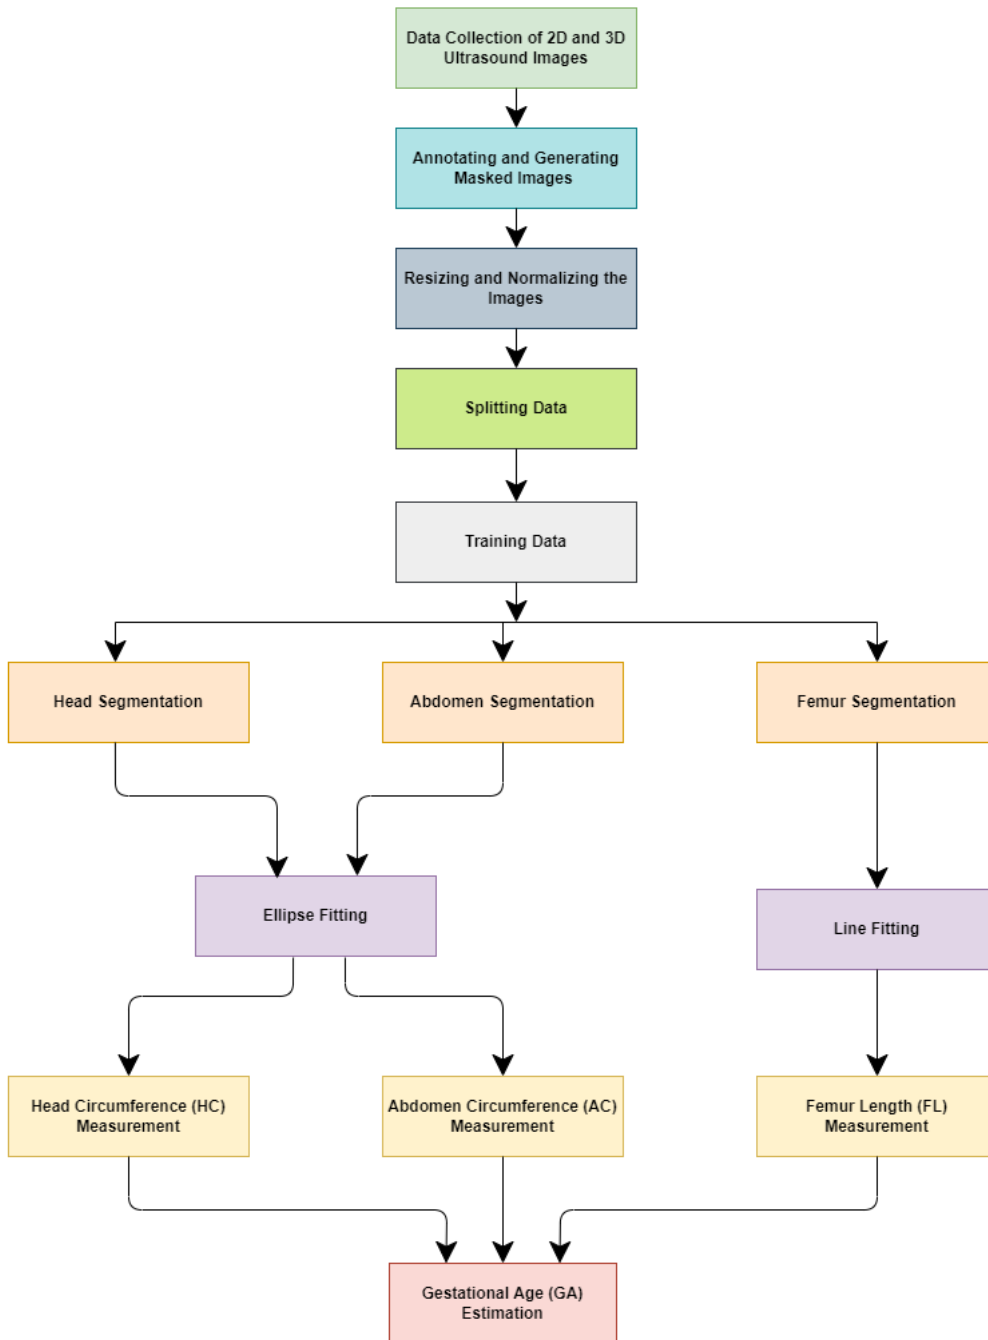 Data Collection of 2D and 3D
Ultrasound Images
Annotating and Generating
Masked Images
Resizing and Normalizing the
Images
Splitting Data
Training Data
Head Segmentation
Abdomen Segmentation
Femur Segmentation
Ellipse Fitting
Line Fitting
Head Circumference (HC)
Measurement
Abdomen Circumference (AC)
Measurement
Femur Length (FL)
Measurement
Gestational Age (GA)
Estimation